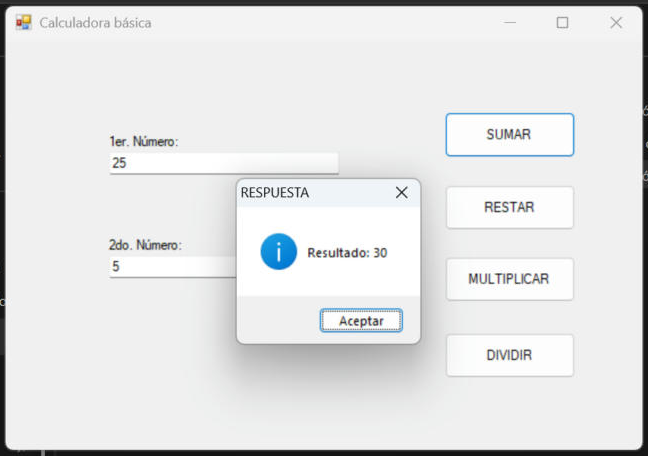 Calculadora básica
1er. Número:
25
2do. Número:
5
SUMAR
RESTAR
MULTIPLICAR
DIVIDIR
RESPUESTA
Resultado: 30
Aceptar